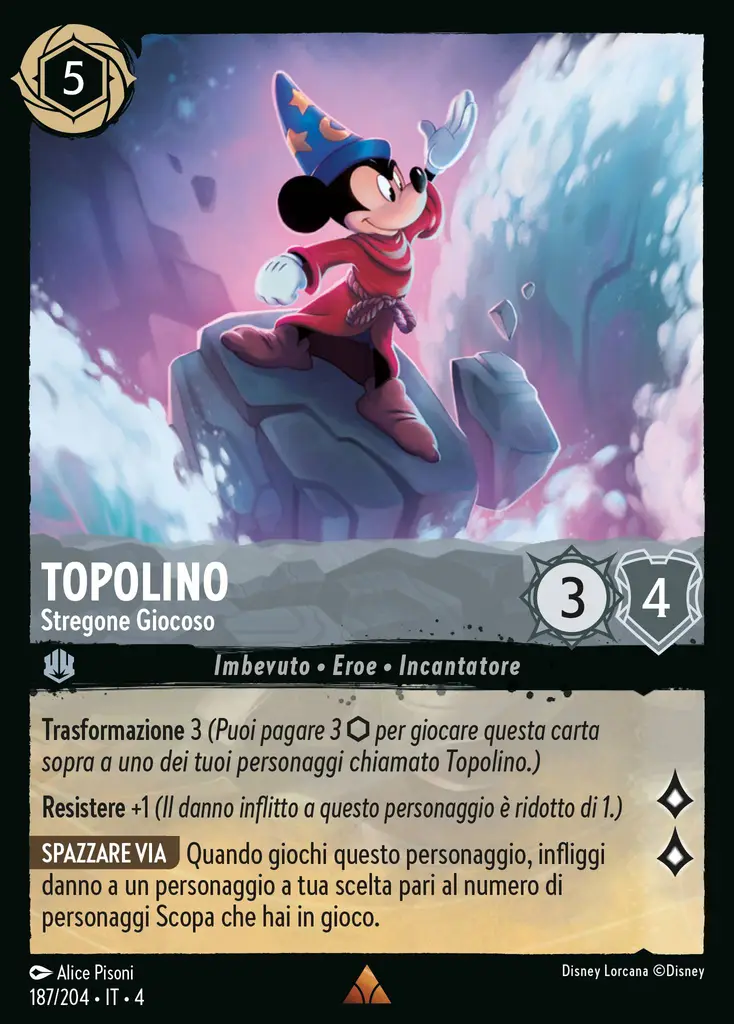 5
TOPOLINO
Stregone Giocoso
3
4
Imbevuto • Eroe • Incantatore
Trasformazione 3 (Puoi pagare 3 ⬡ per giocare questa carta
sopra a uno dei tuoi personaggi chiamato Topolino.)
Resistere +1 (Il danno inflitto a questo personaggio è ridotto di 1.)
SPAZZARE VIA Quando giochi questo personaggio, infliggi
danno a un personaggio a tua scelta pari al numero di
personaggi Scopa che hai in gioco.
Alice Pisoni
Disney Lorcana ©Disney
187/204 • IT • 4